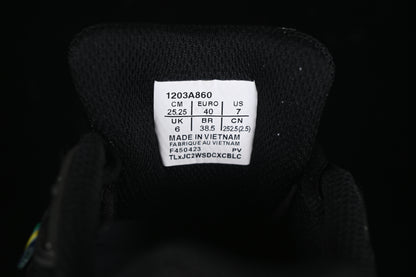 1203A860
CM EURO US
25.25 40 7
UK BR CN
6 38.5 252.5(2.5)
MADE IN VIETNAM
FABRIQUE AU VIETNAM
F450423 PV
TLxJC2WSDCXCBLC